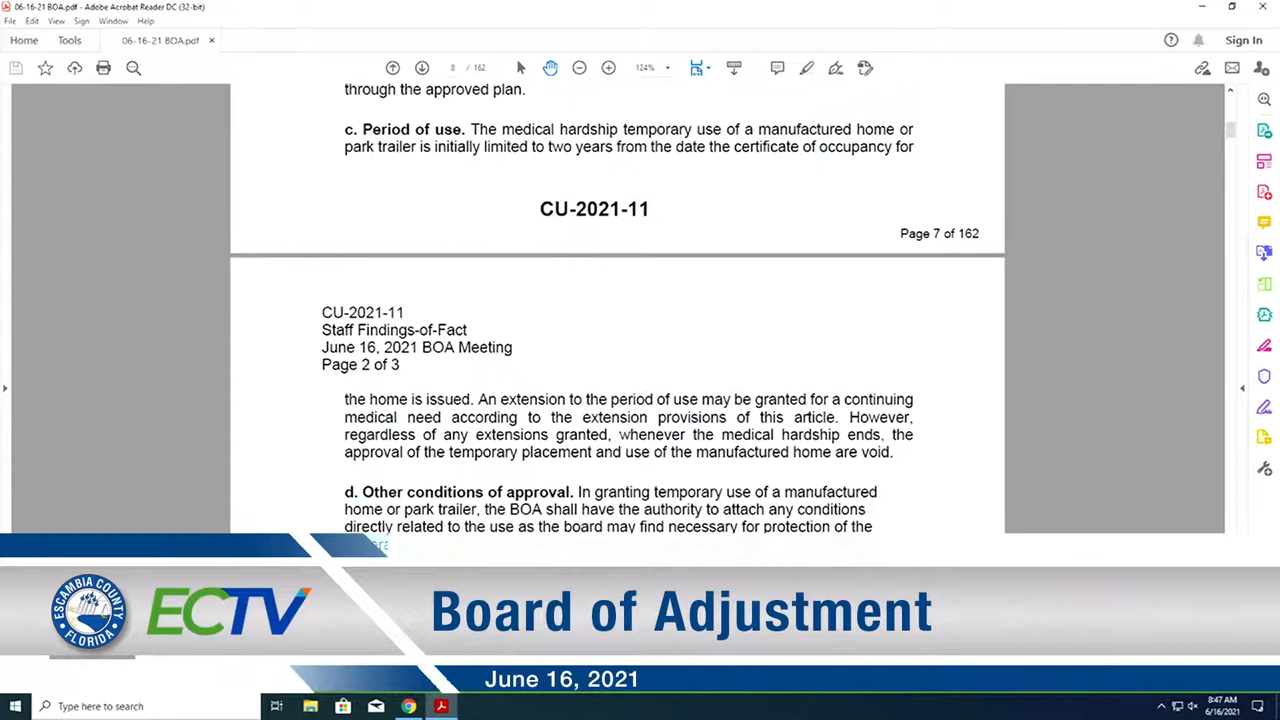 06-16-21 BOA.pdf - Adobe Acrobat Reader DC (32-bit)
File Edit View Sign Window Help
Home Tools 06-16-21 BOA.pdf × Sign In
8 / 162 124%
through the approved plan.
c. Period of use. The medical hardship temporary use of a manufactured home or
park trailer is initially limited to two years from the date the certificate of occupancy for
CU-2021-11
Page 7 of 162
CU-2021-11
Staff Findings-of-Fact
June 16, 2021 BOA Meeting
Page 2 of 3
the home is issued. An extension to the period of use may be granted for a continuing
medical need according to the extension provisions of this article. However,
regardless of any extensions granted, whenever the medical hardship ends, the
approval of the temporary placement and use of the manufactured home are void.
d. Other conditions of approval. In granting temporary use of a manufactured
home or park trailer, the BOA shall have the authority to attach any conditions
directly related to the use as the board may find necessary for protection of the
ESCAMBIA COUNTY
FLORIDA
ECTV
Board of Adjustment
June 16, 2021
Type here to search
8:47 AM
6/16/2021